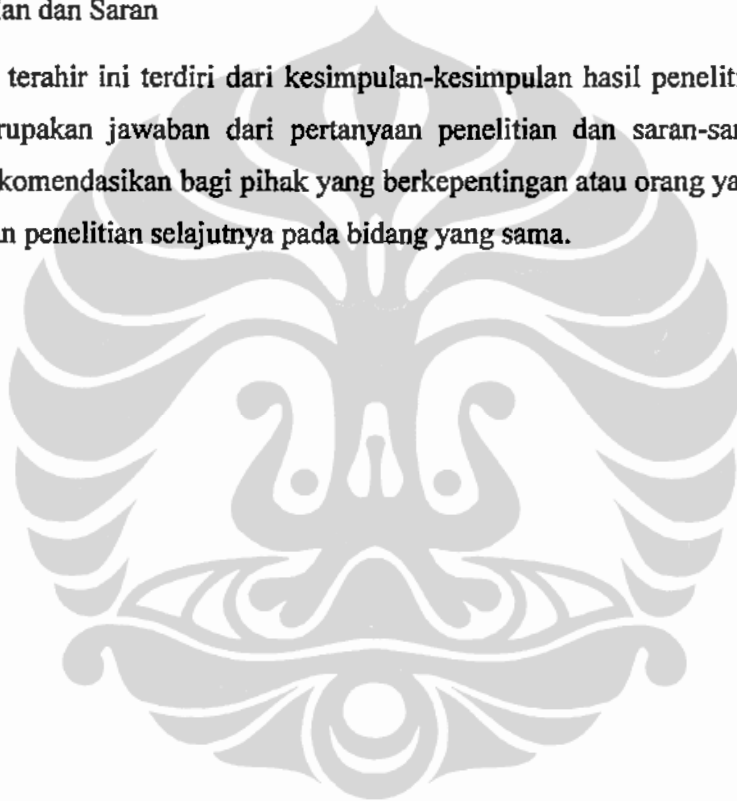 an dan Saran
terahir ini terdiri dari kesimpulan-kesimpulan hasil peneliti
rupakan jawaban dari pertanyaan penelitian dan saran-sar
komendasikan bagi pihak yang berkepentingan atau orang ya
n penelitian selajutnya pada bidang yang sama.